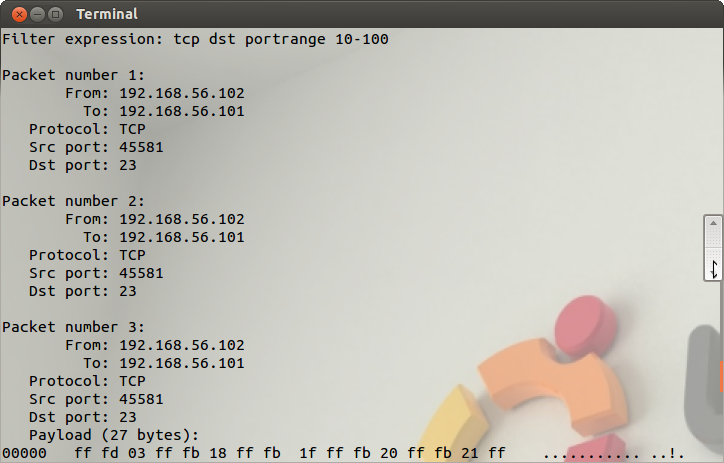 Terminal
Filter expression: tcp dst portrange 10-100
Packet number 1:
From: 192.168.56.102
To: 192.168.56.101
Protocol: TCP
Src port: 45581
Dst port: 23
Packet number 2:
From: 192.168.56.102
To: 192.168.56.101
Protocol: TCP
Src port: 45581
Dst port: 23
Packet number 3:
From: 192.168.56.102
To: 192.168.56.101
Protocol: TCP
Src port: 45581
Dst port: 23
Payload (27 bytes):
00000   ff fd 03 ff fb 18 ff fb  1f ff fb 20 ff fb 21 ff    ........... ..!.